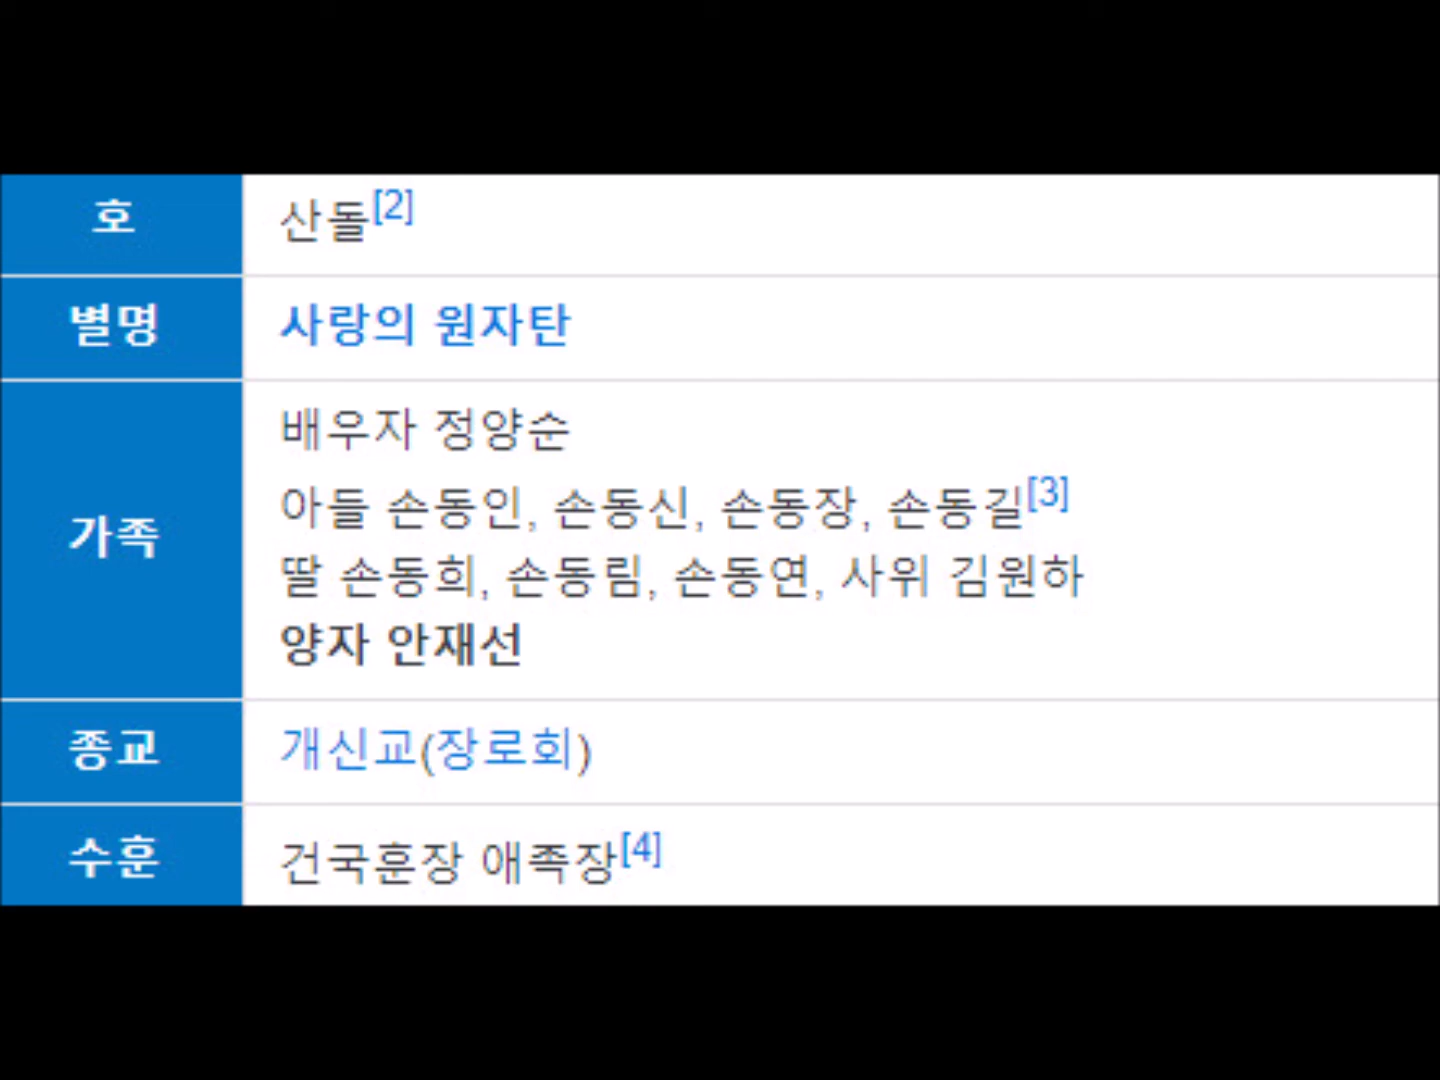 호 산돌[2]
별명 사랑의 원자탄
가족 배우자 정양순
아들 손동인, 손동신, 손동장, 손동길[3]
딸 손동희, 손동림, 손동연, 사위 김원하
양자 안재선
종교 개신교(장로회)
수훈 건국훈장 애족장[4]